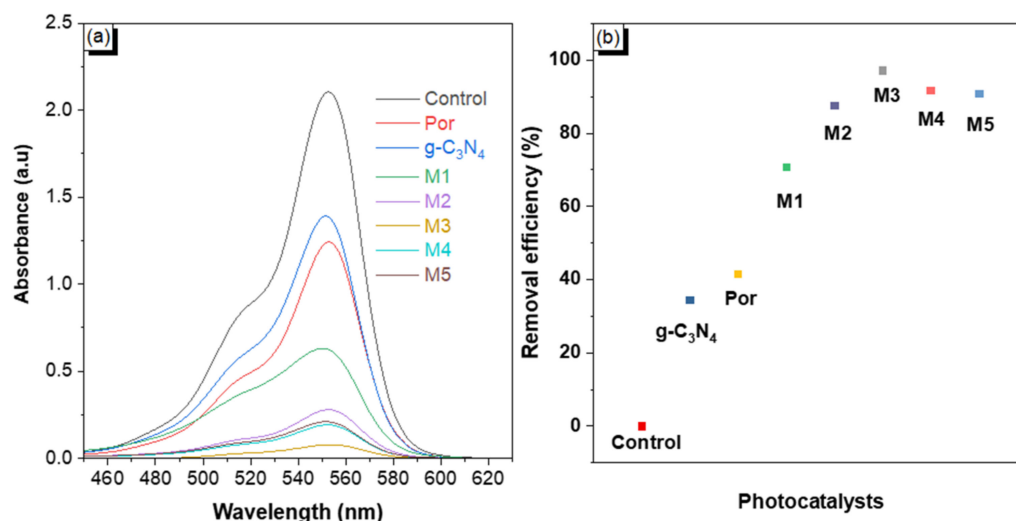 (a)
2.5
2.0
1.5
1.0
0.5
0.0
Absorbance (a.u)
Control
Por
g-C₃N₄
M1
M2
M3
M4
M5
460 480 500 520 540 560 580 600 620
Wavelength (nm)
(b)
100
80
60
40
20
0
Removal efficiency (%)
Control
g-C₃N₄
Por
M1
M2
M3
M4
M5
Photocatalysts